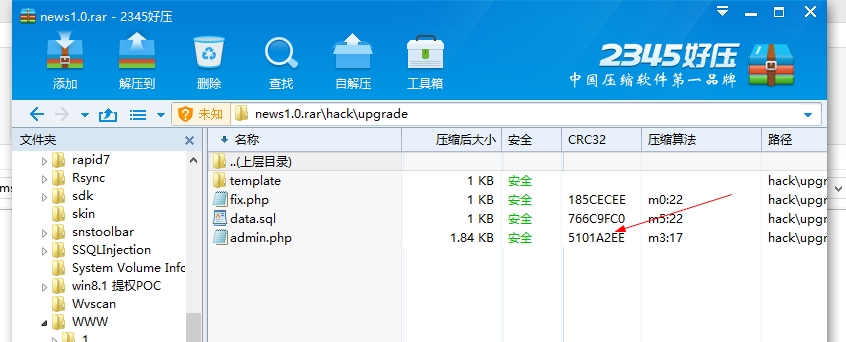 news1.0.rar - 2345好压
添加 解压到 删除 查找 自解压 工具箱
2345好压
中国压缩软件第一品牌
未知 news1.0.rar\hack\upgrade
文件夹 名称 压缩后大小 安全 CRC32 压缩算法 路径
rapid7
Rsync
sdk
skin
snstoolbar
SSQLInjection
System Volume Info
win8.1 提权POC
Wvscan
WWW
1
..(上层目录)
template 1 KB 安全 hack\upgr
fix.php 1 KB 安全 185CECEE m0:22 hack\upgr
data.sql 1 KB 安全 766C9FC0 m5:22 hack\upgr
admin.php 1.84 KB 安全 5101A2EE m3:17 hack\upgr